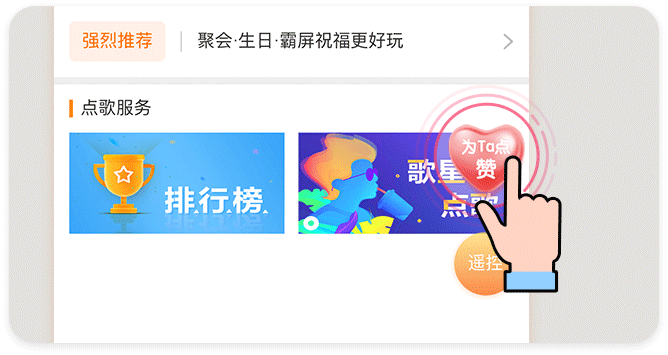 强烈推荐
聚会·生日·霸屏祝福更好玩
点歌服务
排行榜
歌星
点歌
为Ta点
赞
遥控